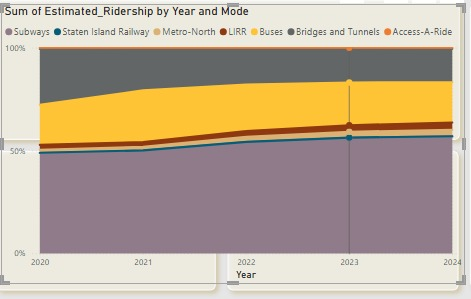 Sum of Estimated_Ridership by Year and Mode
Subways Staten Island Railway Metro-North LIRR Buses Bridges and Tunnels Access-A-Ride
100%
50%
0%
2020 2021 2022 2023 2024
Year